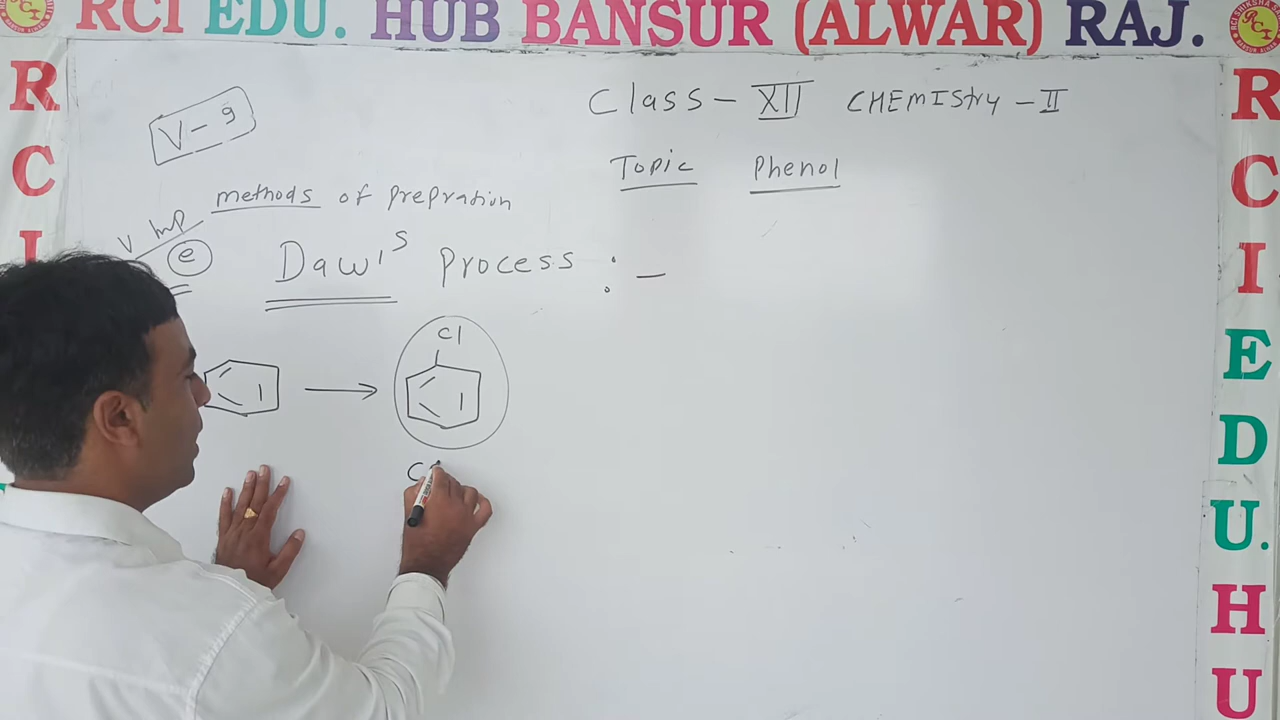 RCI EDU. HUB BANSUR (ALWAR) RAJ.
R
C
I
R
C
I
E
D
U.
H
U
V-9
Class - XII CHEMIStry - II
Topic Phenol
methods of prepration
V Imp
e Daw's Process : -
Cl
C